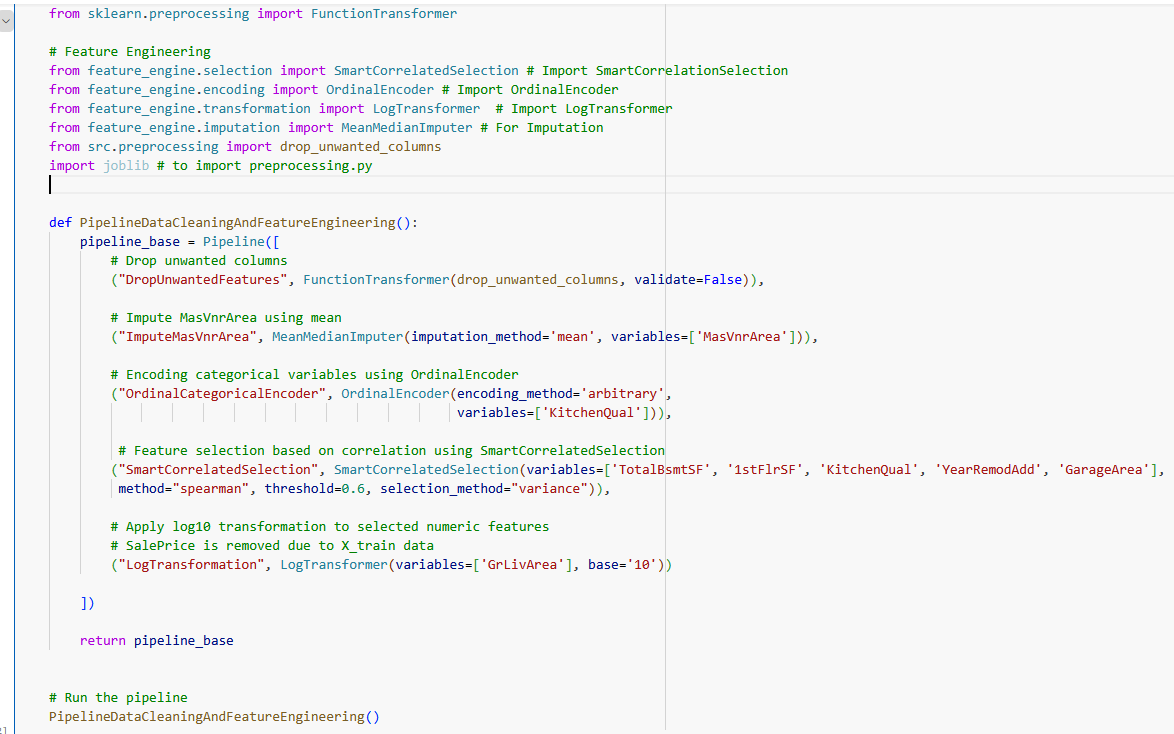 from sklearn.preprocessing import FunctionTransformer
# Feature Engineering
from feature_engine.selection import SmartCorrelatedSelection # Import SmartCorrelationSelection
from feature_engine.encoding import OrdinalEncoder # Import OrdinalEncoder
from feature_engine.transformation import LogTransformer  # Import LogTransformer
from feature_engine.imputation import MeanMedianImputer # For Imputation
from src.preprocessing import drop_unwanted_columns
import joblib # to import preprocessing.py
def PipelineDataCleaningAndFeatureEngineering():
    pipeline_base = Pipeline([
        # Drop unwanted columns
        ("DropUnwantedFeatures", FunctionTransformer(drop_unwanted_columns, validate=False)),
        # Impute MasVnrArea using mean
        ("ImputeMasVnrArea", MeanMedianImputer(imputation_method='mean', variables=['MasVnrArea'])),
        # Encoding categorical variables using OrdinalEncoder
        ("OrdinalCategoricalEncoder", OrdinalEncoder(encoding_method='arbitrary',
                                                     variables=['KitchenQual'])),
         # Feature selection based on correlation using SmartCorrelatedSelection
        ("SmartCorrelatedSelection", SmartCorrelatedSelection(variables=['TotalBsmtSF', '1stFlrSF', 'KitchenQual', 'YearRemodAdd', 'GarageArea'],
         method="spearman", threshold=0.6, selection_method="variance")),
        # Apply log10 transformation to selected numeric features
        # SalePrice is removed due to X_train data
        ("LogTransformation", LogTransformer(variables=['GrLivArea'], base='10'))
    ])
    return pipeline_base
# Run the pipeline
PipelineDataCleaningAndFeatureEngineering()